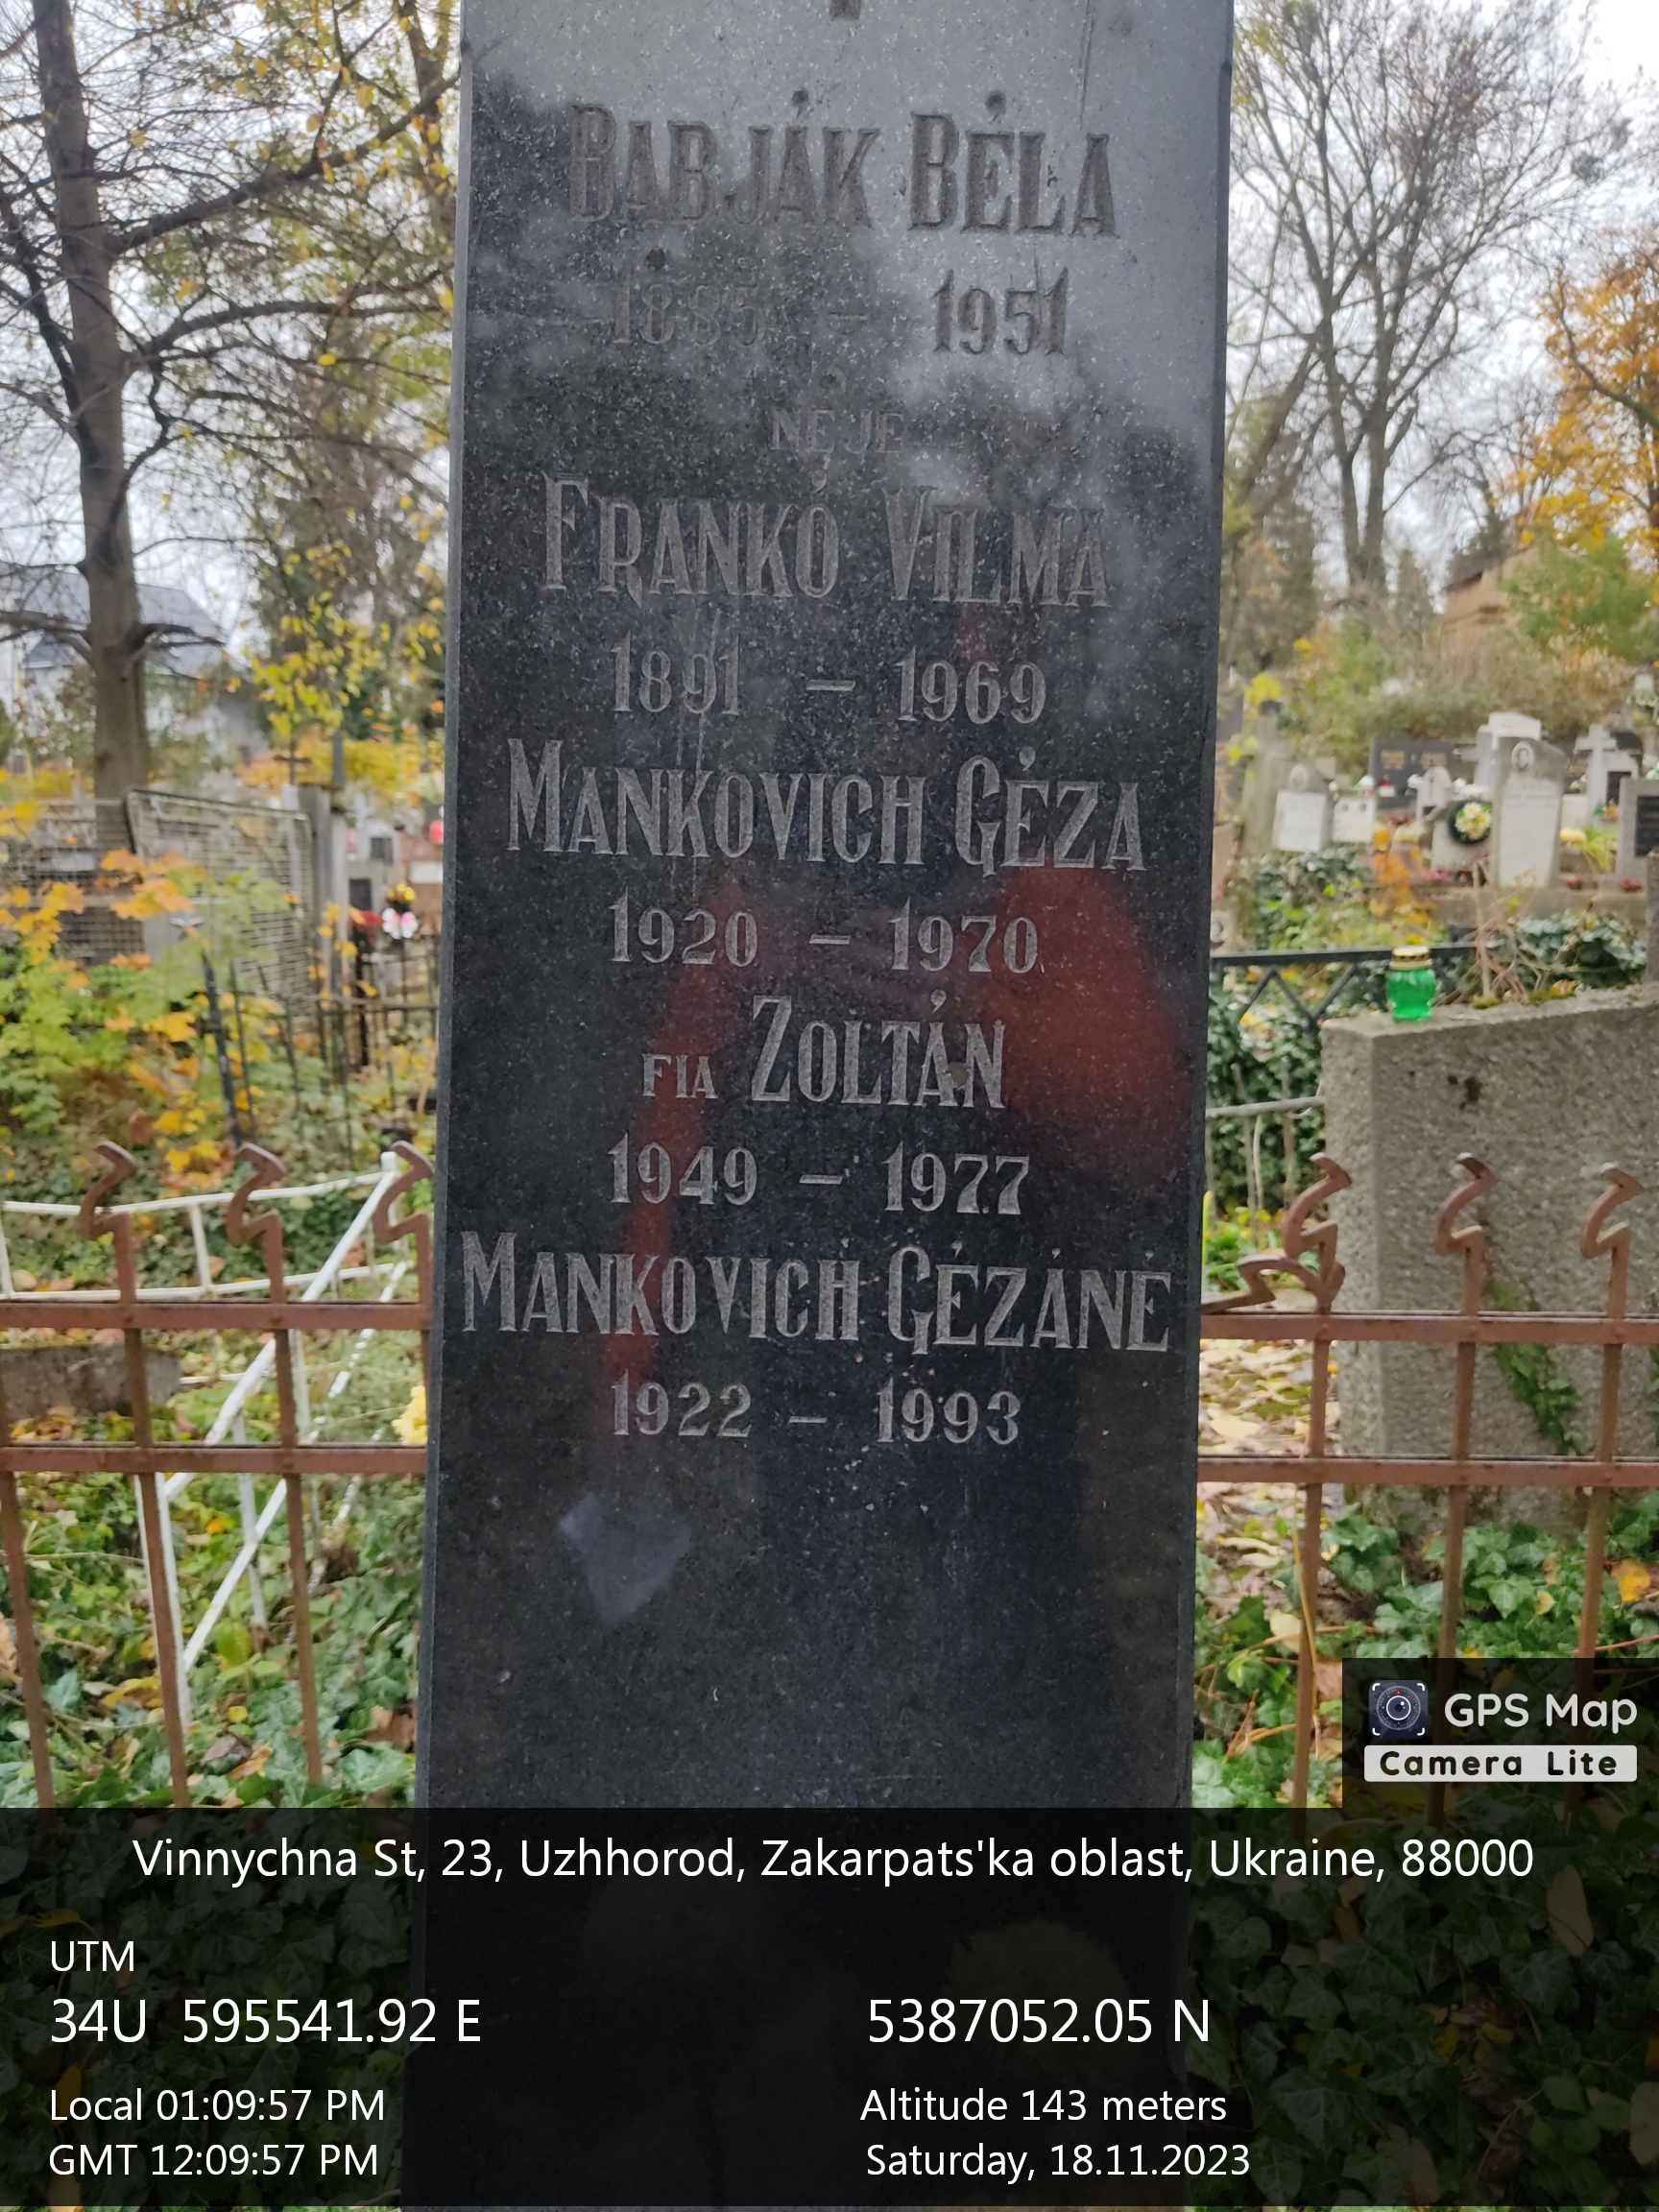 BABJÁK BÉLA
1885 – 1951
NEJE
FRANKÓ VILMA
1891 – 1969
MANKOVICH GÉZA
1920 – 1970
FIA ZOLTÁN
1949 – 1977
MANKOVICH GÉZÁNÉ
1922 – 1993
GPS Map
Camera Lite
Vinnychna St, 23, Uzhhorod, Zakarpats'ka oblast, Ukraine, 88000
UTM
34U 595541.92 E 5387052.05 N
Local 01:09:57 PM Altitude 143 meters
GMT 12:09:57 PM Saturday, 18.11.2023